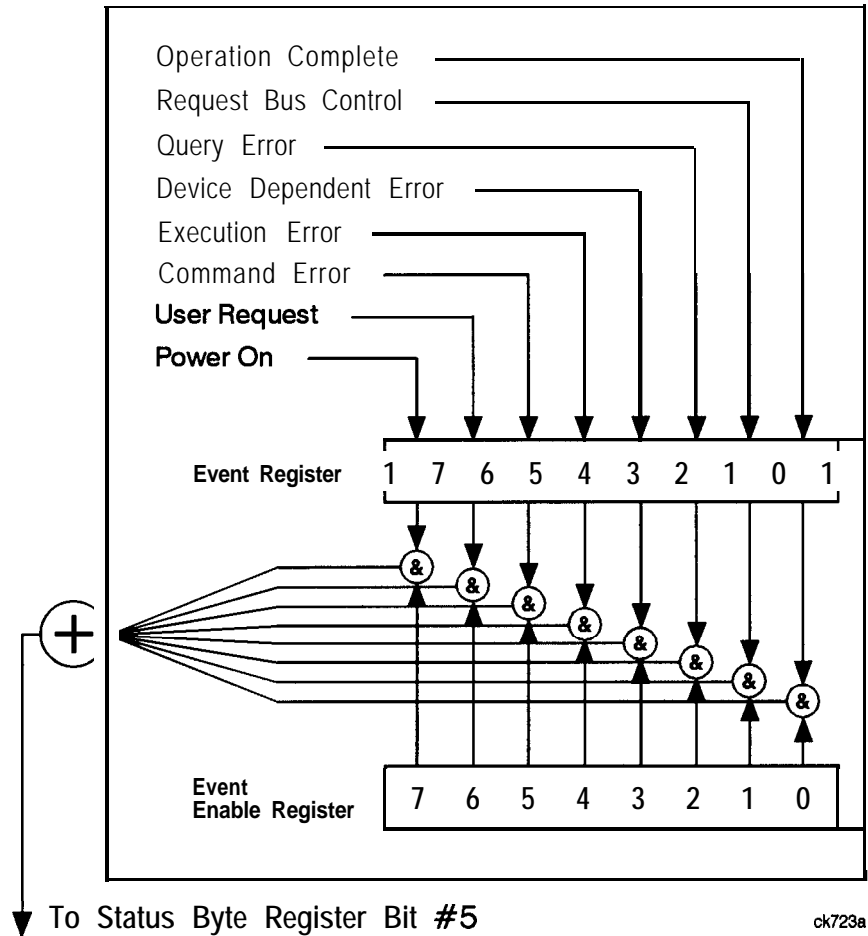 Operation Complete
Request Bus Control
Query Error
Device Dependent Error
Execution Error
Command Error
User Request
Power On
Event Register 1 7 6 5 4 3 2 1 0 1
&
&
&
&
+
&
&
&
&
Event
Enable Register 7 6 5 4 3 2 1 0
To Status Byte Register Bit #5
ck723a